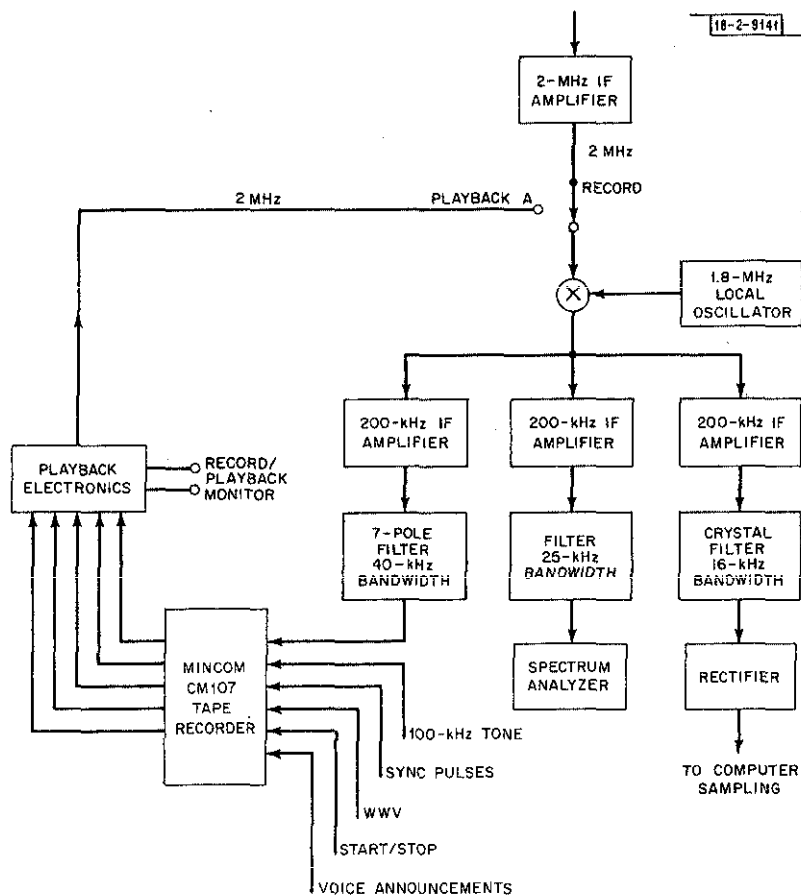 18-2-9141
2-MHz IF
AMPLIFIER
2 MHz
RECORD
2 MHz
PLAYBACK A
1.8-MHz
LOCAL
OSCILLATOR
×
200-kHz IF
AMPLIFIER
200-kHz IF
AMPLIFIER
200-kHz IF
AMPLIFIER
PLAYBACK
ELECTRONICS
RECORD/
PLAYBACK
MONITOR
7-POLE
FILTER
40-kHz
BANDWIDTH
FILTER
25-kHz
BANDWIDTH
CRYSTAL
FILTER
16-kHz
BANDWIDTH
MINCOM
CM107
TAPE
RECORDER
SPECTRUM
ANALYZER
RECTIFIER
100-kHz TONE
SYNC PULSES
WWV
START/STOP
VOICE ANNOUNCEMENTS
TO COMPUTER
SAMPLING